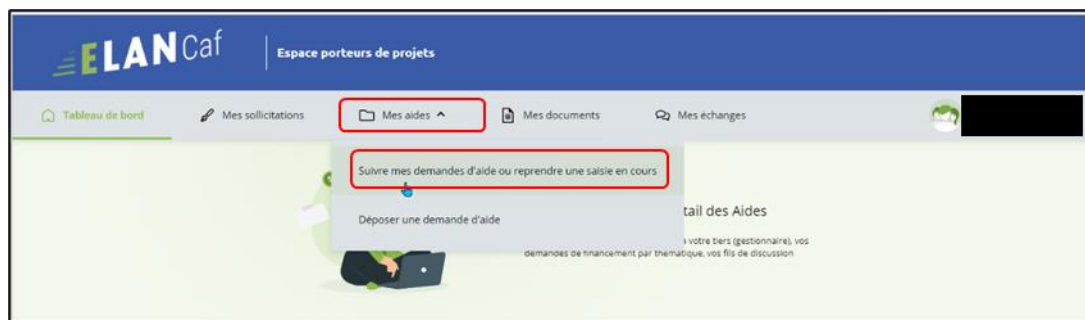 ELANCaf
Espace porteurs de projets
Tableau de bord
Mes sollicitations
Mes aides
Mes documents
Mes échanges
Suivre mes demandes d'aide ou reprendre une saisie en cours
Déposer une demande d'aide
tail des Aides
à votre tiers (gestionnaire), vos
demandes de financement par thématique, vos fils de discussion